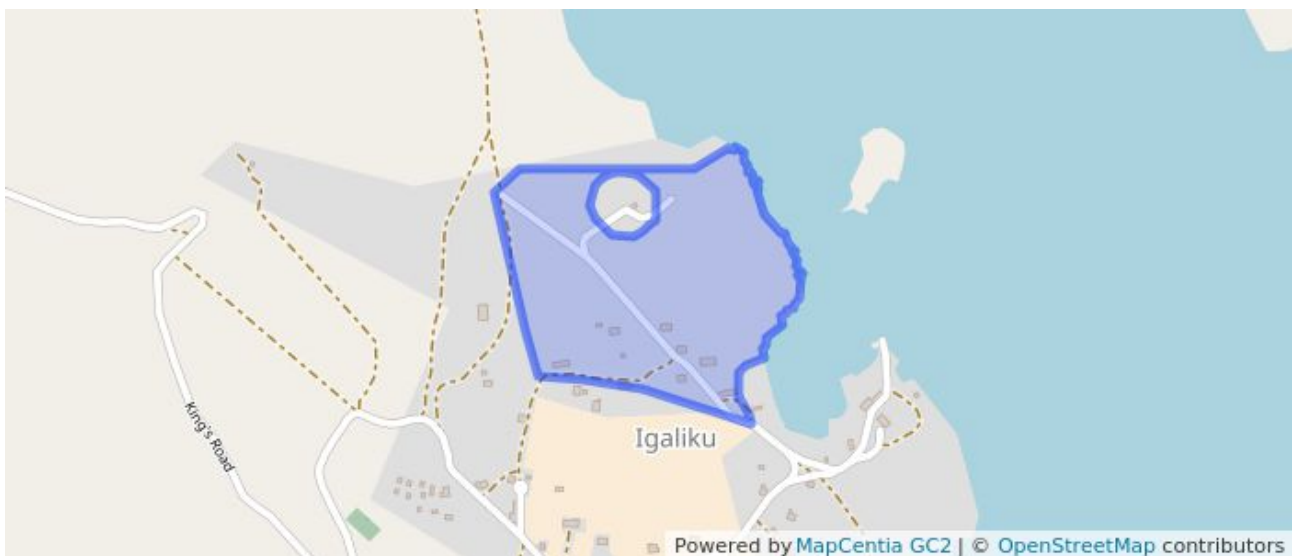 King's Road
Igaliku
Powered by MapCentia GC2 | © OpenStreetMap contributors